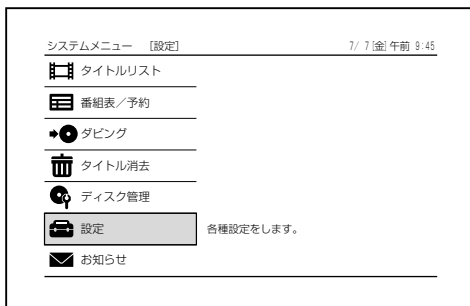 システムメニュー [設定] 7/ 7[金]午前 9:45
タイトルリスト
番組表／予約
ダビング
タイトル消去
ディスク管理
設定 各種設定をします。
お知らせ